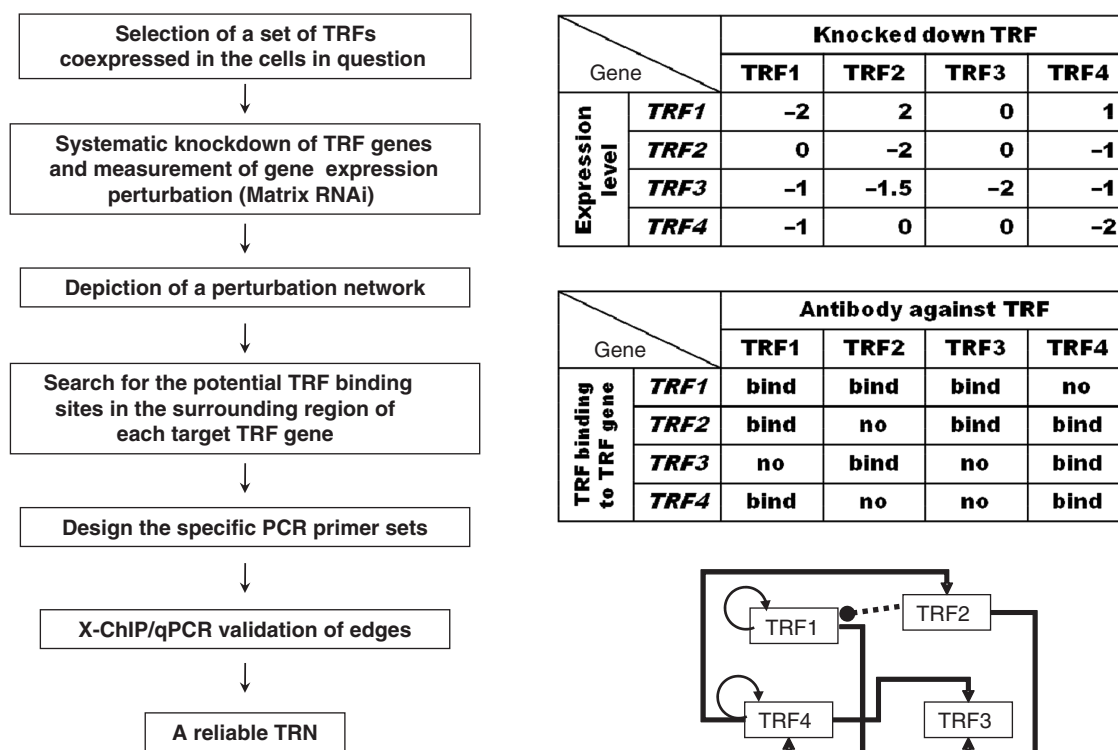 Selection of a set of TRFs
coexpressed in the cells in question
Systematic knockdown of TRF genes
and measurement of gene expression
perturbation (Matrix RNAi)
Depiction of a perturbation network
Search for the potential TRF binding
sites in the surrounding region of
each target TRF gene
Design the specific PCR primer sets
X-ChIP/qPCR validation of edges
A reliable TRN
Knocked down TRF
Gene TRF1 TRF2 TRF3 TRF4
Expression
level
TRF1 –2 2 0 1
TRF2 0 –2 0 –1
TRF3 –1 –1.5 –2 –1
TRF4 –1 0 0 –2
Antibody against TRF
Gene TRF1 TRF2 TRF3 TRF4
TRF binding
to TRF gene
TRF1 bind bind bind no
TRF2 bind no bind bind
TRF3 no bind no bind
TRF4 bind no no bind
TRF1 TRF2
TRF4 TRF3